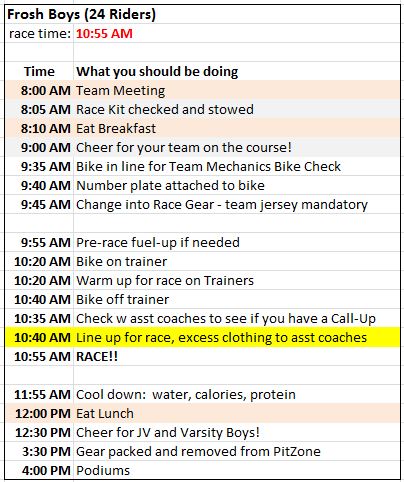 Frosh Boys (24 Riders)
race time: 10:55 AM
Time What you should be doing
8:00 AM Team Meeting
8:05 AM Race Kit checked and stowed
8:10 AM Eat Breakfast
9:00 AM Cheer for your team on the course!
9:35 AM Bike in line for Team Mechanics Bike Check
9:40 AM Number plate attached to bike
9:45 AM Change into Race Gear - team jersey mandatory
9:55 AM Pre-race fuel-up if needed
10:20 AM Bike on trainer
10:20 AM Warm up for race on Trainers
10:40 AM Bike off trainer
10:35 AM Check w asst coaches to see if you have a Call-Up
10:40 AM Line up for race, excess clothing to asst coaches
10:55 AM RACE!!
11:55 AM Cool down: water, calories, protein
12:00 PM Eat Lunch
12:30 PM Cheer for JV and Varsity Boys!
3:30 PM Gear packed and removed from PitZone
4:00 PM Podiums